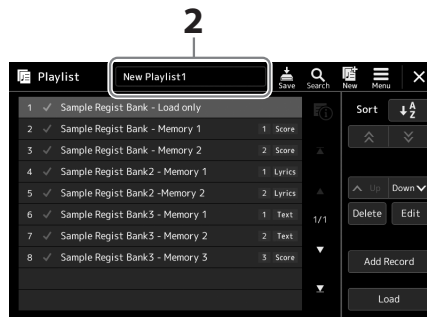 2
Playlist New Playlist1 Save Search New Menu
1 Sample Regist Bank - Load only
2 Sample Regist Bank - Memory 1 1 Score
3 Sample Regist Bank - Memory 2 2 Score
4 Sample Regist Bank2 - Memory 1 1 Lyrics
5 Sample Regist Bank2 -Memory 2 2 Lyrics
6 Sample Regist Bank3 - Memory 1 1 Text
7 Sample Regist Bank3 - Memory 2 2 Text
8 Sample Regist Bank3 - Memory 3 3 Score
1/1
Sort AZ
Up Down
Delete Edit
Add Record
Load